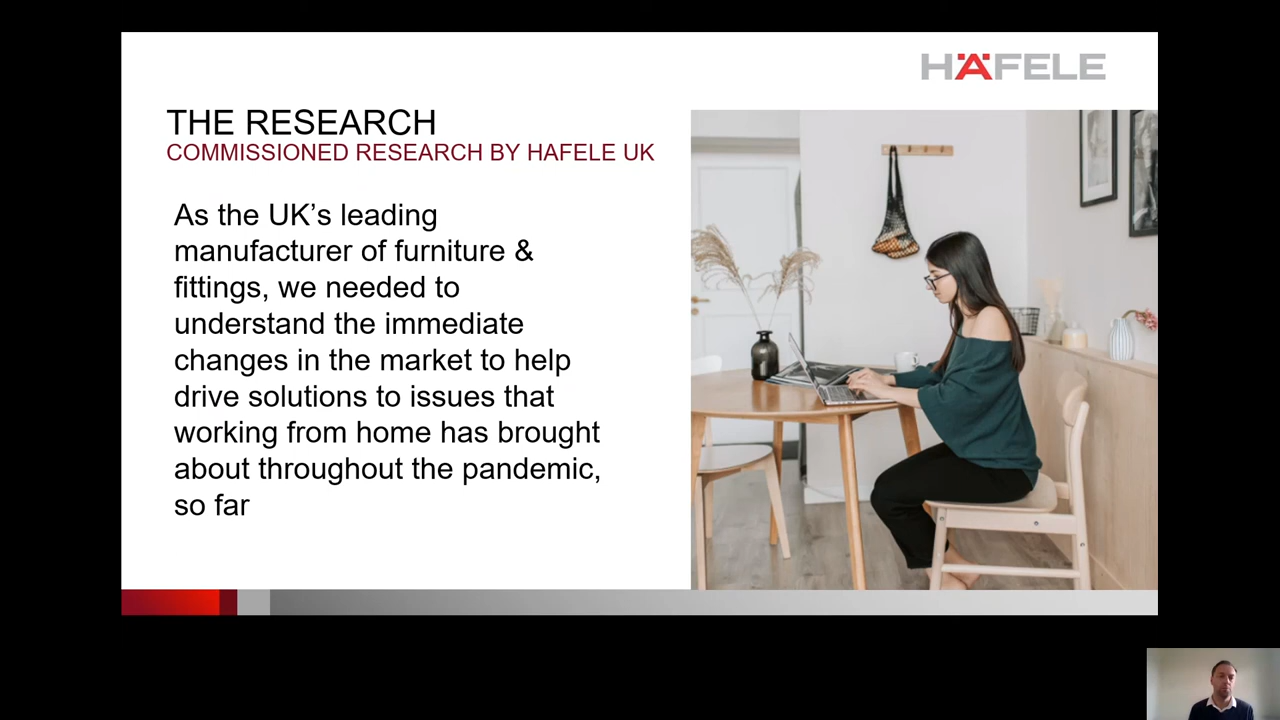 HÄFELE
THE RESEARCH
COMMISSIONED RESEARCH BY HAFELE UK
As the UK’s leading
manufacturer of furniture &
fittings, we needed to
understand the immediate
changes in the market to help
drive solutions to issues that
working from home has brought
about throughout the pandemic,
so far